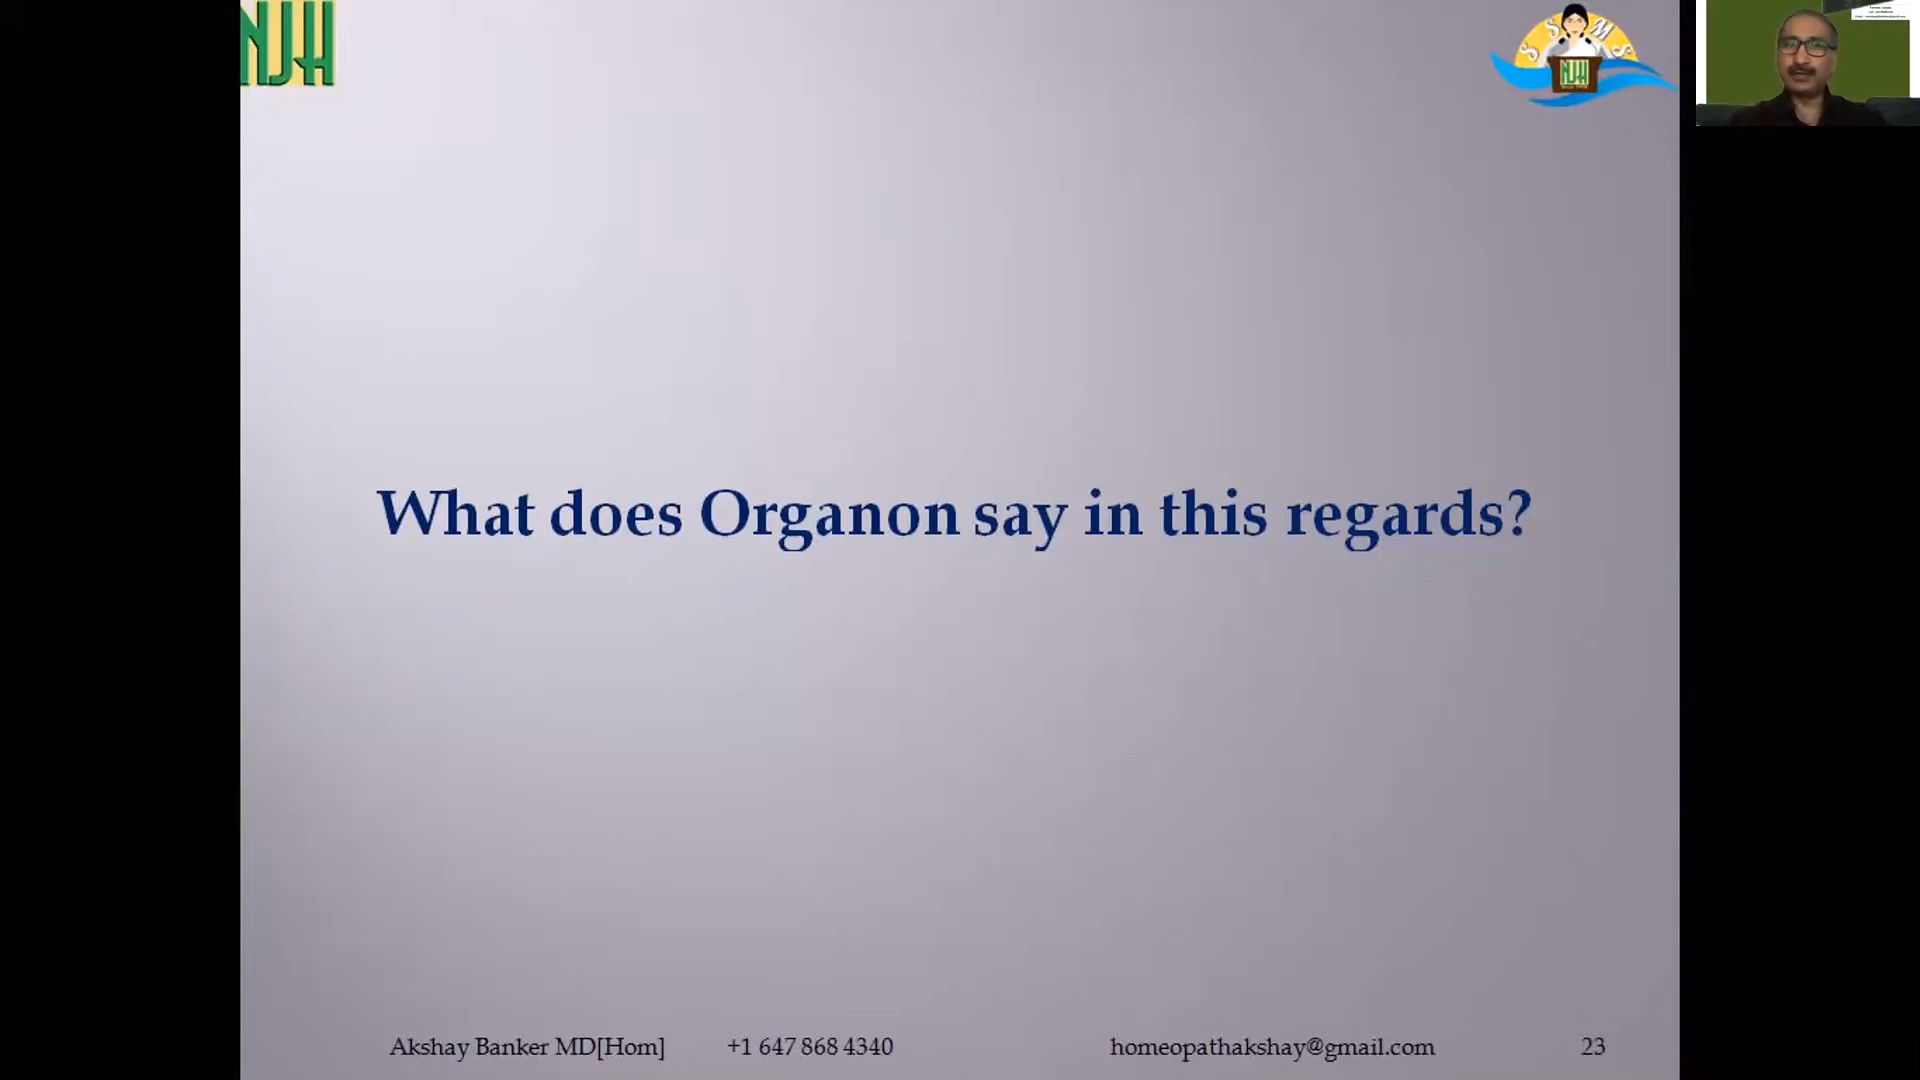 NJH
S S M S
NJH
What does Organon say in this regards?
Akshay Banker MD[Hom] +1 647 868 4340 homeopathakshay@gmail.com 23